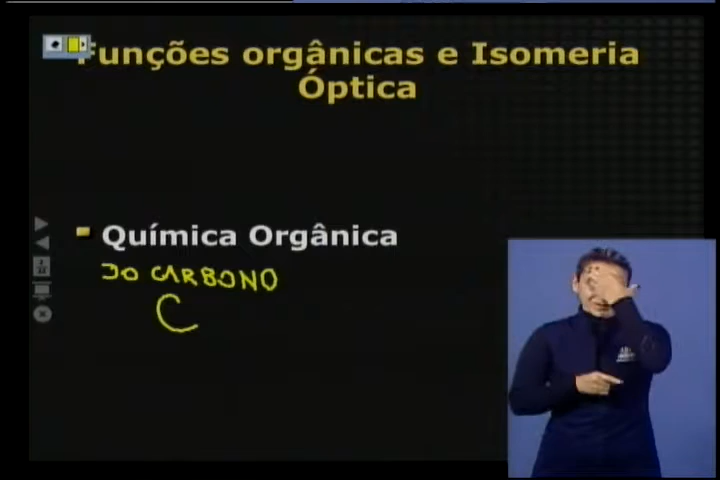 Funções orgânicas e Isomeria
Óptica
Química Orgânica
DO CARBONO
C